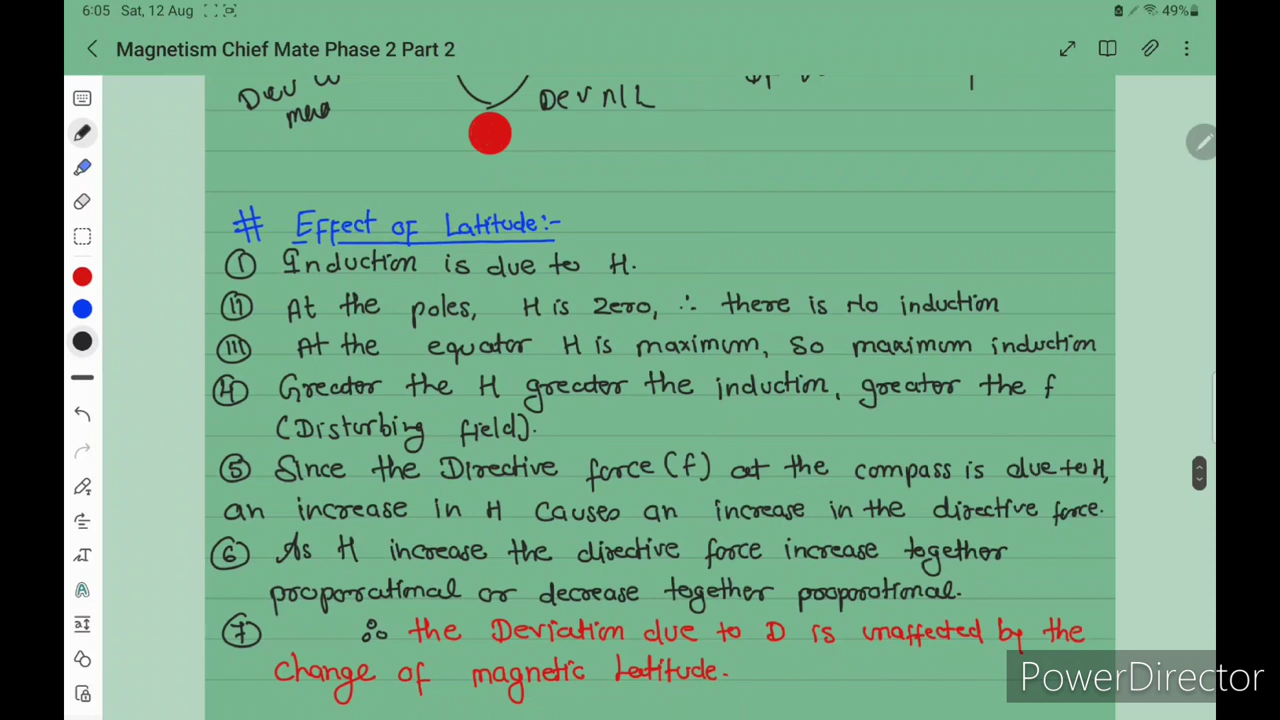 6:05 Sat, 12 Aug 49%
Magnetism Chief Mate Phase 2 Part 2
Dev nil
# Effect of Latitude:-
① Induction is due to H.
⑪ At the poles, H is zero, ∴ there is no induction
⑪I At the equator H is maximum, so maximum induction
④ Greater the H greater the induction, greater the f
(Disturbing field).
⑤ Since the Directive force (f) at the compass is due to H,
an increase in H causes an increase in the directive force.
⑥ As H increase the directive force increase together
proporational or decrease together pooporational.
⑦ ∴ the Deviation due to D is unaffected by the
change of magnetic Latitude.
PowerDirector